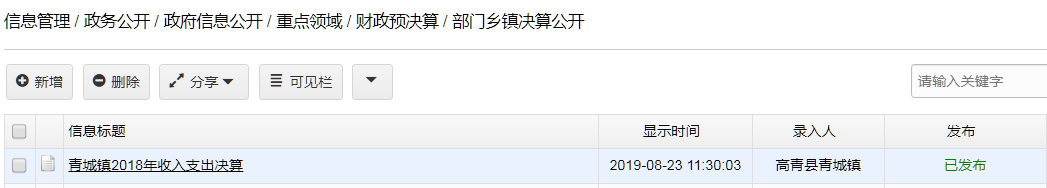 信息管理 / 政务公开 / 政府信息公开 / 重点领域 / 财政预决算 / 部门乡镇决算公开
新增 删除 分享 可见栏 请输入关键字
信息标题 显示时间 录入人 发布
青城镇2018年收入支出决算 2019-08-23 11:30:03 高青县青城镇 已发布